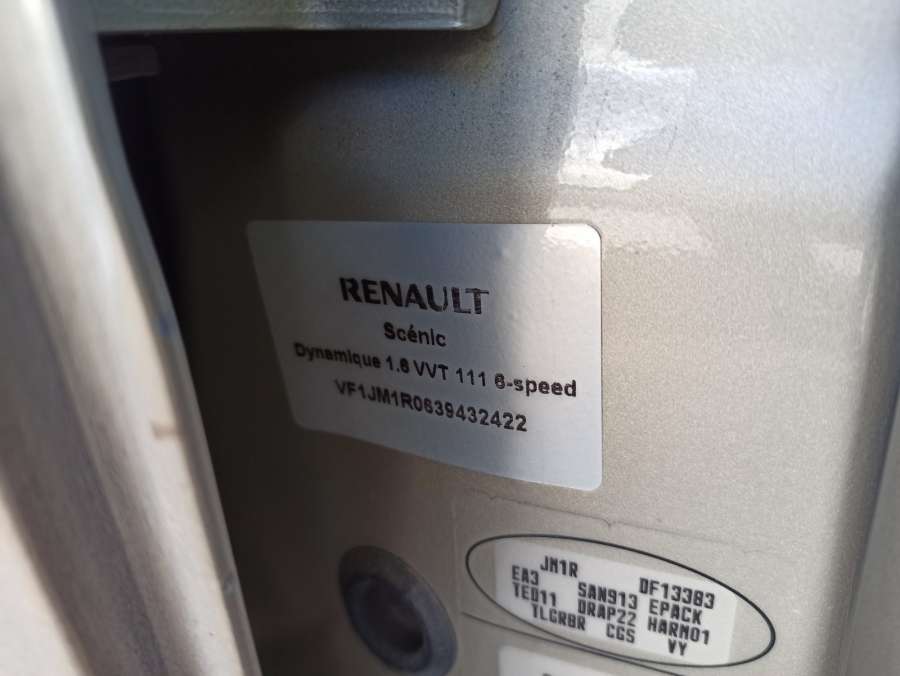 RENAULT
Scénic
Dynamique 1.6 VVT 111 6-speed
VF1JM1R0639432422
JM1R DF13383
EA3 SAN913 EPACK
TED11 DRAP22 HARM01
TLGRBR CGS VY